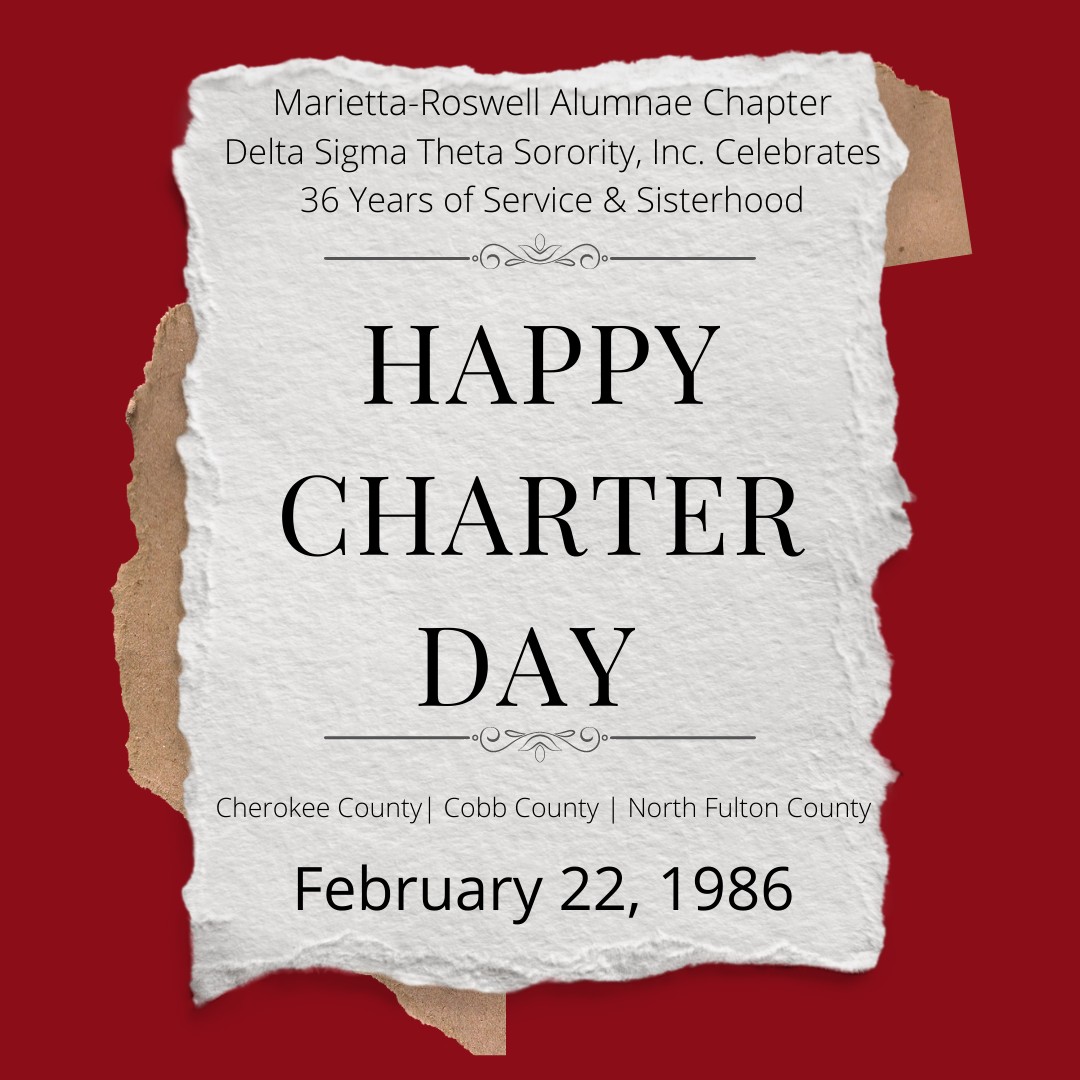 Marietta-Roswell Alumnae Chapter
Delta Sigma Theta Sorority, Inc. Celebrates
36 Years of Service & Sisterhood
HAPPY
CHARTER
DAY
Cherokee County| Cobb County | North Fulton County
February 22, 1986